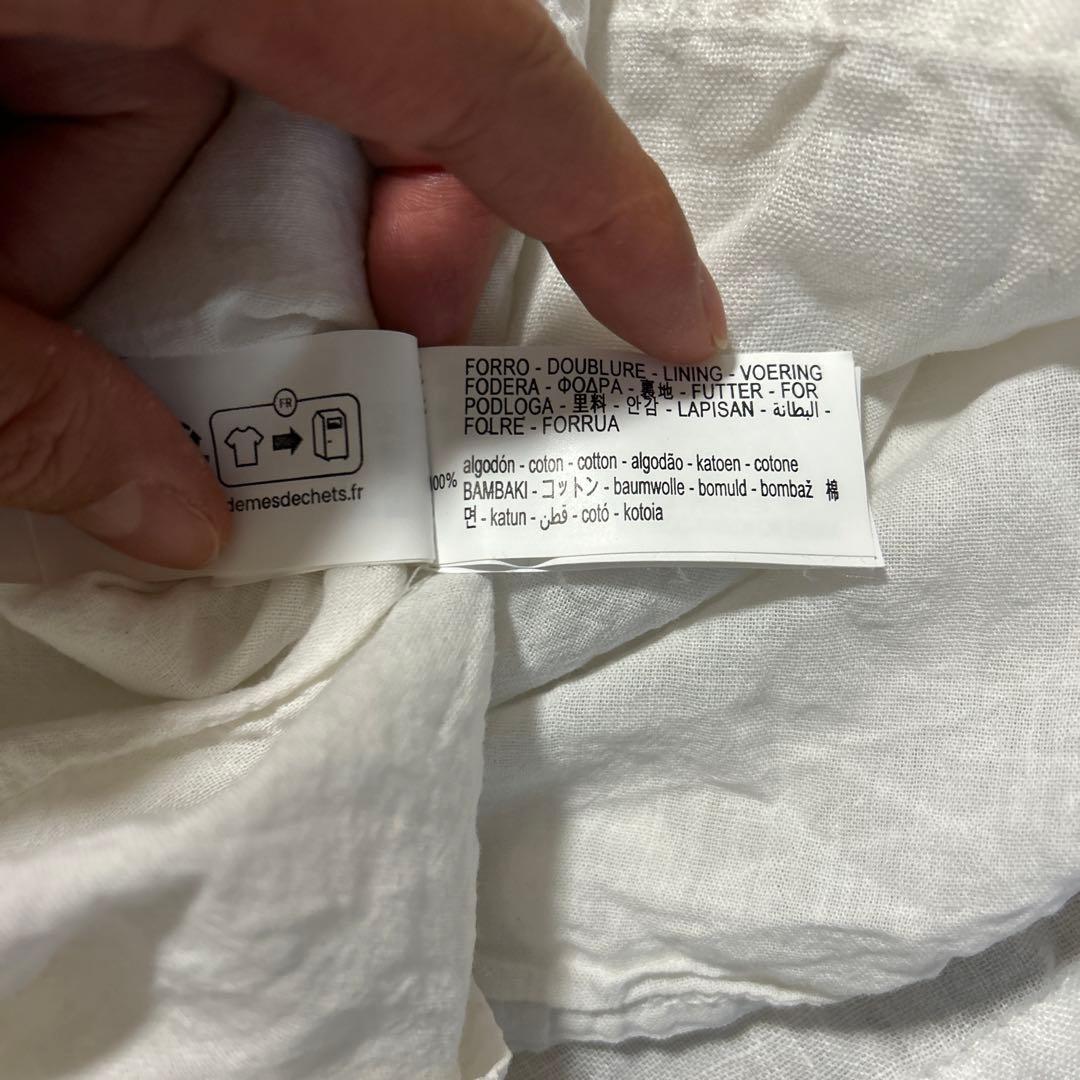 FORRO - DOUBLURE - LINING - VOERING
FODERA - ΦΟΔΡΑ - 裏地 - FUTTER - FOR
PODLOGA - 里料 - 안감 - LAPISAN - البطانة -
FOLRE - FORRUA
100% algodón - coton - cotton - algodão - katoen - cotone
BAMBAKI - コットン - baumwolle - bomuld - bombaž 棉
면 - katun - قطن - cotó - kotoia
FR
demesdechets.fr